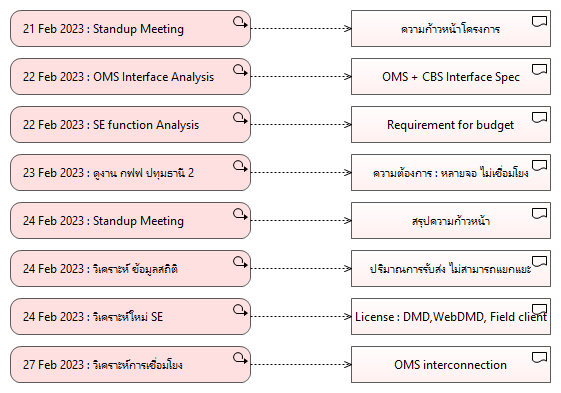 21 Feb 2023 : Standup Meeting
ความก้าวหน้าโครงการ
22 Feb 2023 : OMS Interface Analysis
OMS + CBS Interface Spec
22 Feb 2023 : SE function Analysis
Requirement for budget
23 Feb 2023 : ดูงาน กฟฟ ปทุมธานี 2
ความต้องการ : หลายจอ ไม่เชื่อมโยง
24 Feb 2023 : Standup Meeting
สรุปความก้าวหน้า
24 Feb 2023 : วิเคราะห์ ข้อมูลสถิติ
ปริมาณการรับส่ง ไม่สามารถแยกแยะ
24 Feb 2023 : วิเคราะห์ใหม่ SE
License : DMD,WebDMD, Field client
27 Feb 2023 : วิเคราะห์การเชื่อมโยง
OMS interconnection